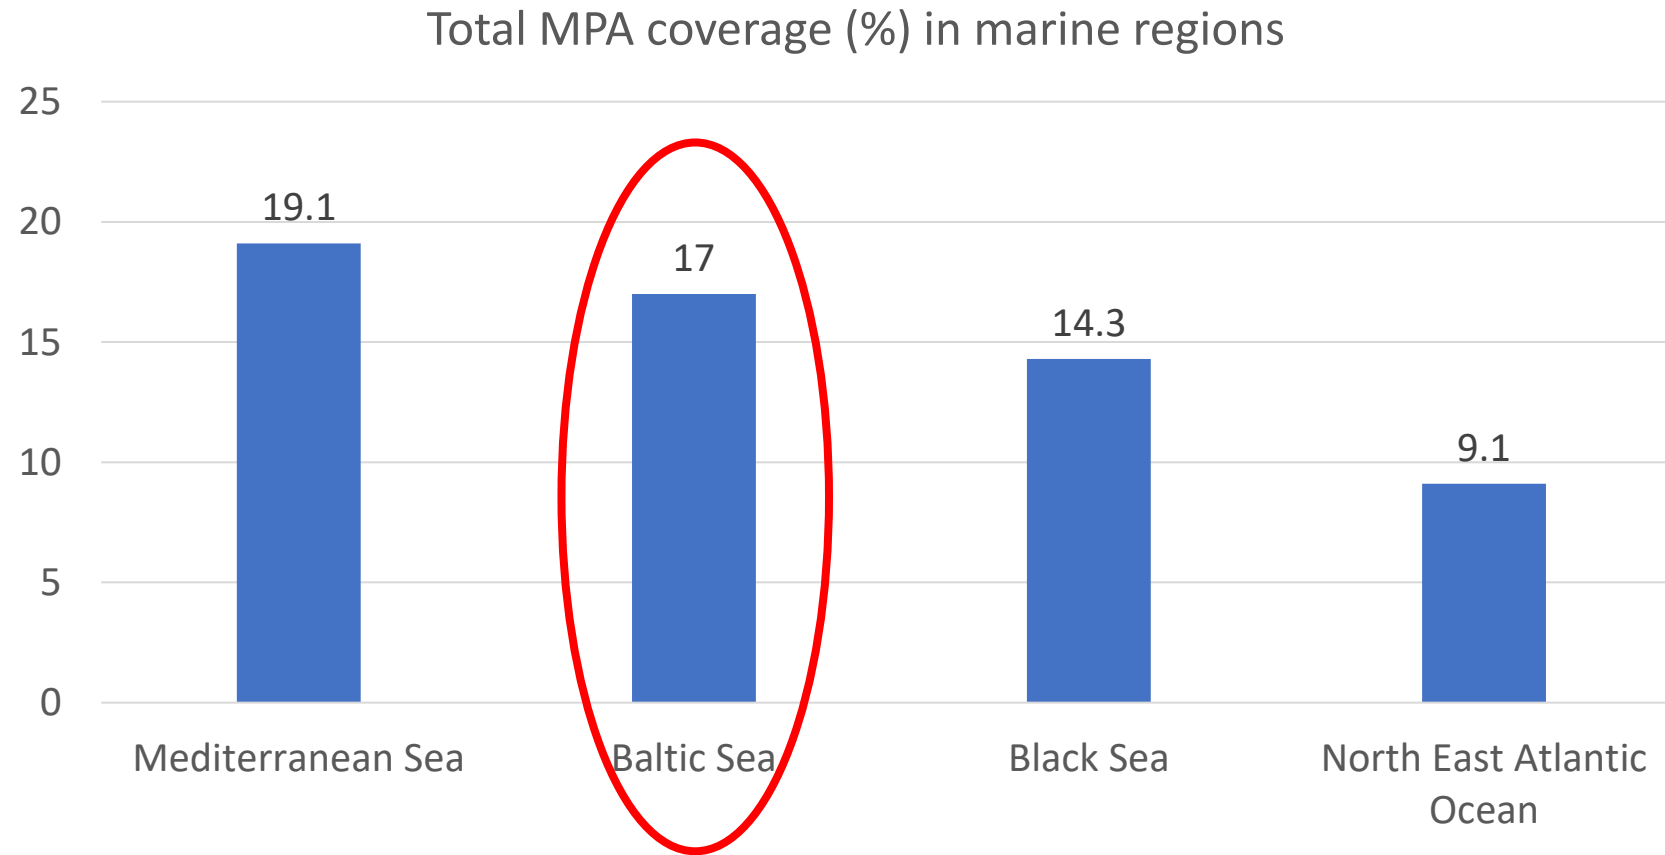 Total MPA coverage (%) in marine regions
25
20
15
10
5
0
19.1
17
14.3
9.1
Mediterranean Sea
Baltic Sea
Black Sea
North East Atlantic
Ocean